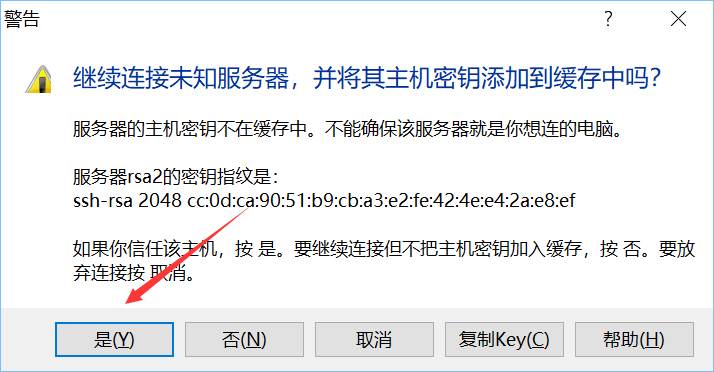 警告
继续连接未知服务器，并将其主机密钥添加到缓存中吗?
服务器的主机密钥不在缓存中。不能确保该服务器就是你想连的电脑。
服务器rsa2的密钥指纹是:
ssh-rsa 2048 cc:0d:ca:90:51:b9:cb:a3:e2:fe:42:4e:e4:2a:e8:ef
如果你信任该主机，按 是。要继续连接但不把主机密钥加入缓存，按 否。要放
弃连接按 取消。
是(Y) 否(N) 取消 复制Key(C) 帮助(H)